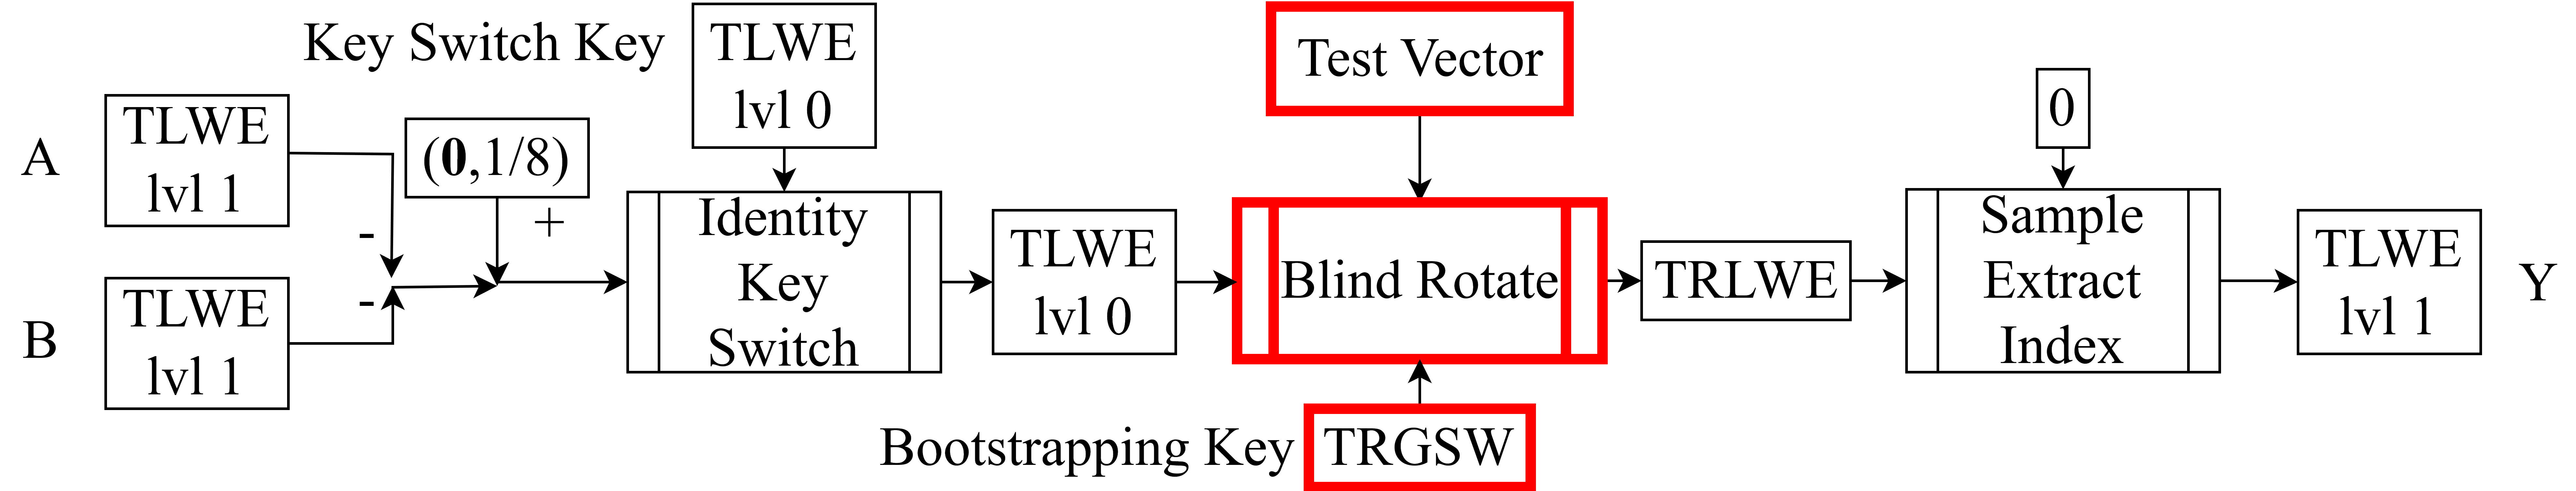 Key Switch Key
TLWE
lvl 0
Test Vector
0
A
TLWE
lvl 1
(0,1/8)
+
-
-
B
TLWE
lvl 1
Identity
Key
Switch
TLWE
lvl 0
Blind Rotate
TRLWE
Sample
Extract
Index
TLWE
lvl 1
Y
Bootstrapping Key
TRGSW